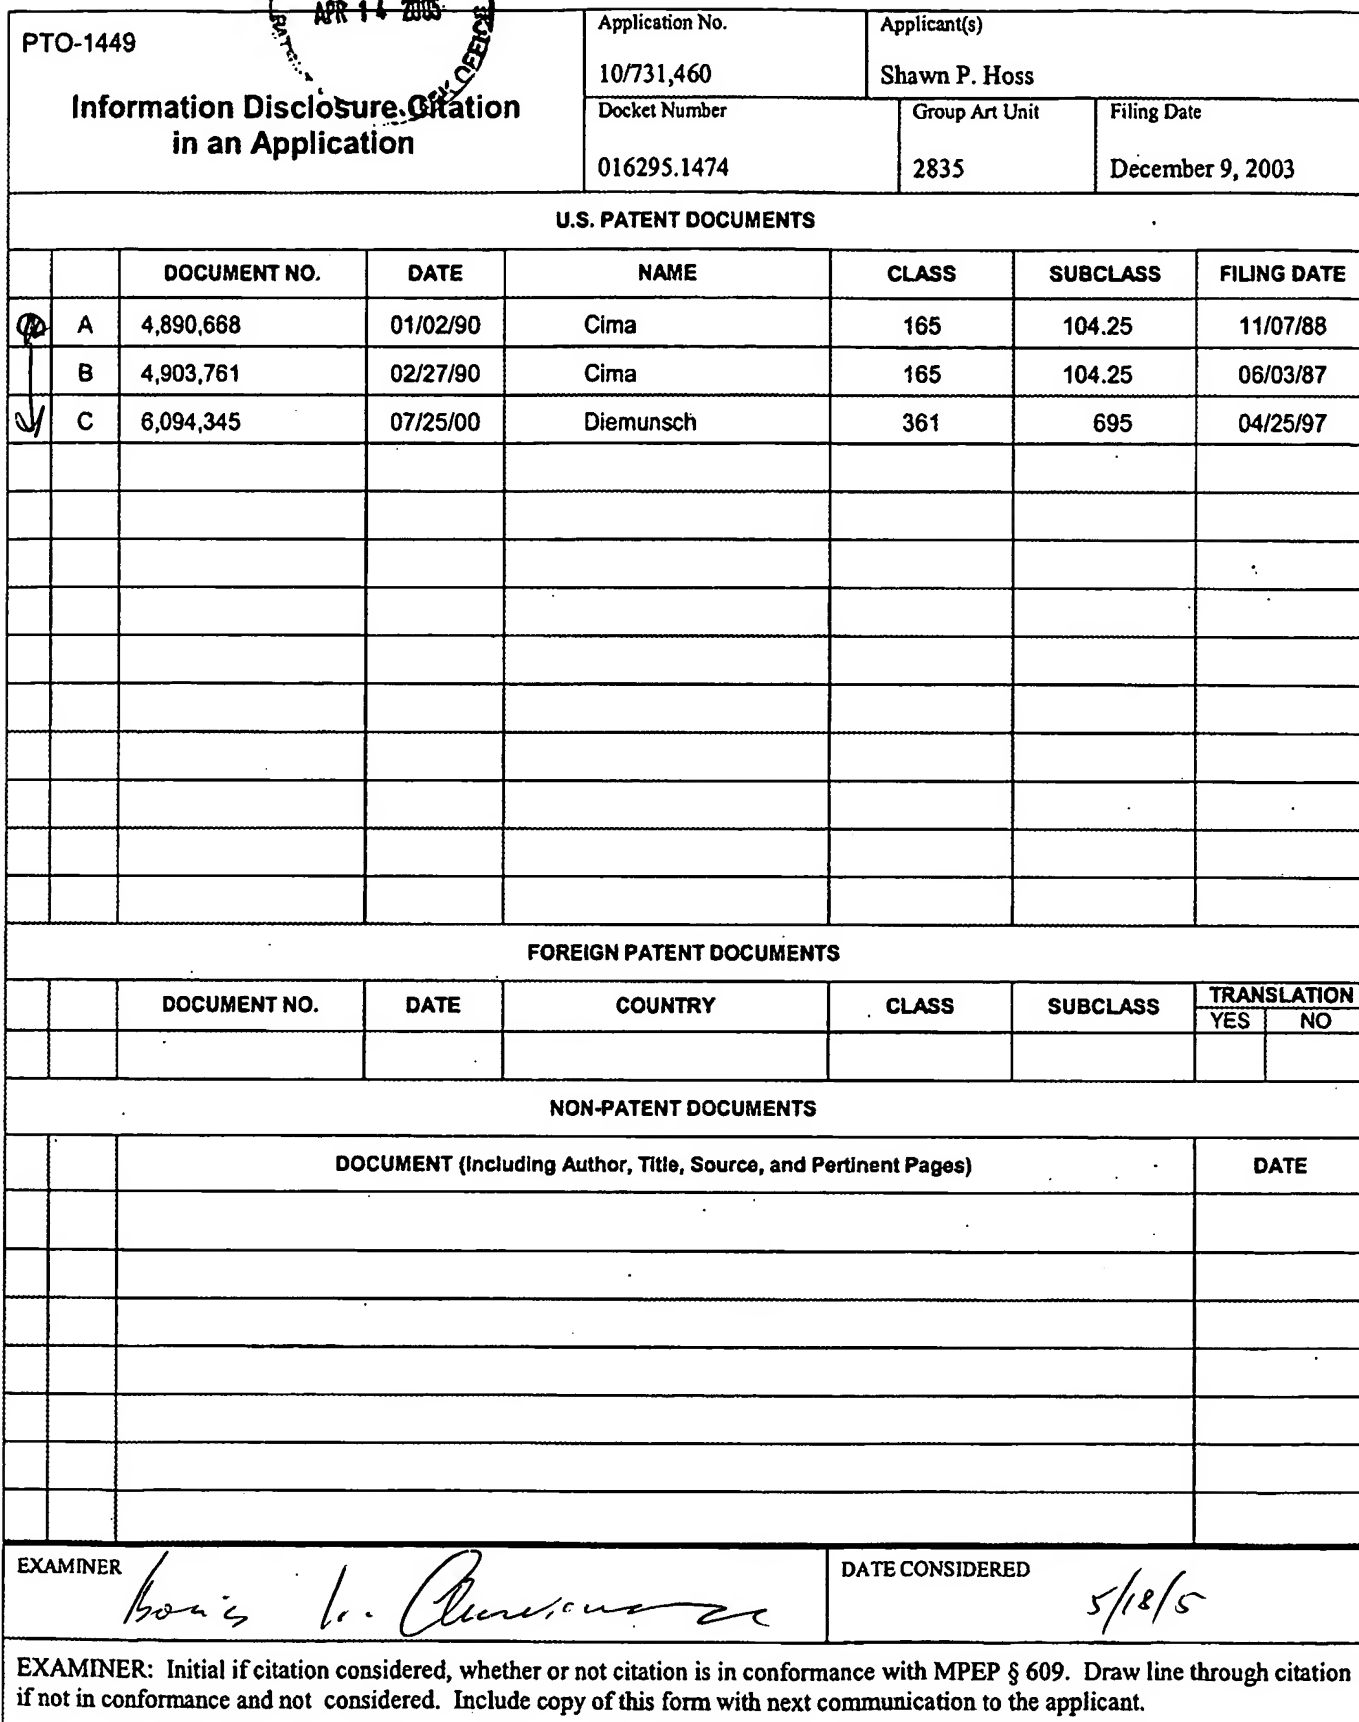 APR 14 2005
OFFICE
PTO-1449
Information Disclosure Citation
in an Application
Application No.
10/731,460
Applicant(s)
Shawn P. Hoss
Docket Number
016295.1474
Group Art Unit
2835
Filing Date
December 9, 2003
U.S. PATENT DOCUMENTS
DOCUMENT NO. DATE NAME CLASS SUBCLASS FILING DATE
A 4,890,668 01/02/90 Cima 165 104.25 11/07/88
B 4,903,761 02/27/90 Cima 165 104.25 06/03/87
C 6,094,345 07/25/00 Diemunsch 361 695 04/25/97
FOREIGN PATENT DOCUMENTS
DOCUMENT NO. DATE COUNTRY CLASS SUBCLASS TRANSLATION
YES NO
NON-PATENT DOCUMENTS
DOCUMENT (Including Author, Title, Source, and Pertinent Pages) DATE
EXAMINER
Boris
DATE CONSIDERED
5/18/5
EXAMINER: Initial if citation considered, whether or not citation is in conformance with MPEP § 609. Draw line through citation
if not in conformance and not considered. Include copy of this form with next communication to the applicant.